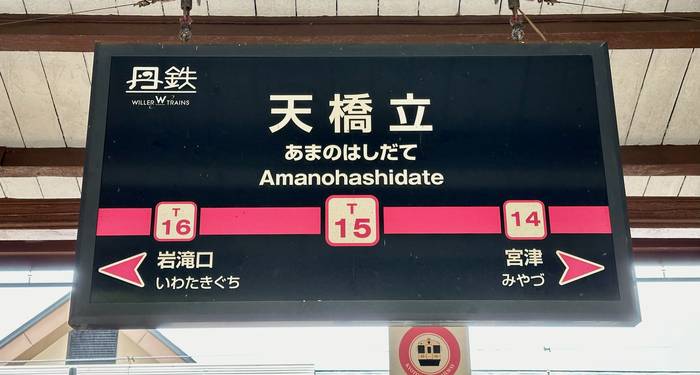 丹鉄
WILLER TRAINS
天橋立
あまのはしだて
Amanohashidate
T
16
T
15
14
岩滝口
宮津
いわたきぐち
みやづ